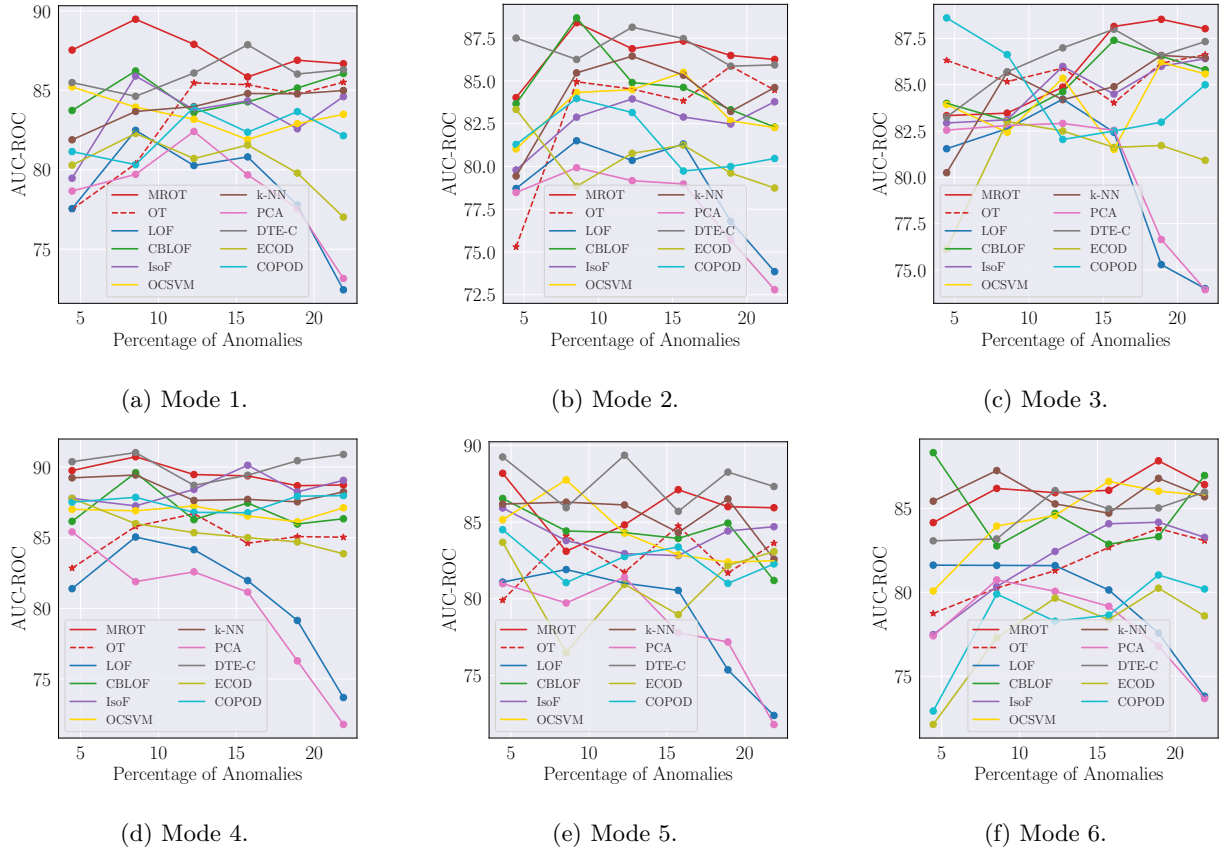 90
85
80
75
AUC-ROC
5 10 15 20
Percentage of Anomalies
MROT
OT
LOF
CBLOF
IsoF
OCSVM
k-NN
PCA
DTE-C
ECOD
COPOD
(a) Mode 1.
87.5
85.0
82.5
80.0
77.5
75.0
72.5
AUC-ROC
5 10 15 20
Percentage of Anomalies
MROT
OT
LOF
CBLOF
IsoF
OCSVM
k-NN
PCA
DTE-C
ECOD
COPOD
(b) Mode 2.
87.5
85.0
82.5
80.0
77.5
75.0
AUC-ROC
5 10 15 20
Percentage of Anomalies
MROT
OT
LOF
CBLOF
IsoF
OCSVM
k-NN
PCA
DTE-C
ECOD
COPOD
(c) Mode 3.
90
85
80
75
AUC-ROC
5 10 15 20
Percentage of Anomalies
MROT
OT
LOF
CBLOF
IsoF
OCSVM
k-NN
PCA
DTE-C
ECOD
COPOD
(d) Mode 4.
90
85
80
75
AUC-ROC
5 10 15 20
Percentage of Anomalies
MROT
OT
LOF
CBLOF
IsoF
OCSVM
k-NN
PCA
DTE-C
ECOD
COPOD
(e) Mode 5.
85
80
75
AUC-ROC
5 10 15 20
Percentage of Anomalies
MROT
OT
LOF
CBLOF
IsoF
OCSVM
k-NN
PCA
DTE-C
ECOD
COPOD
(f) Mode 6.